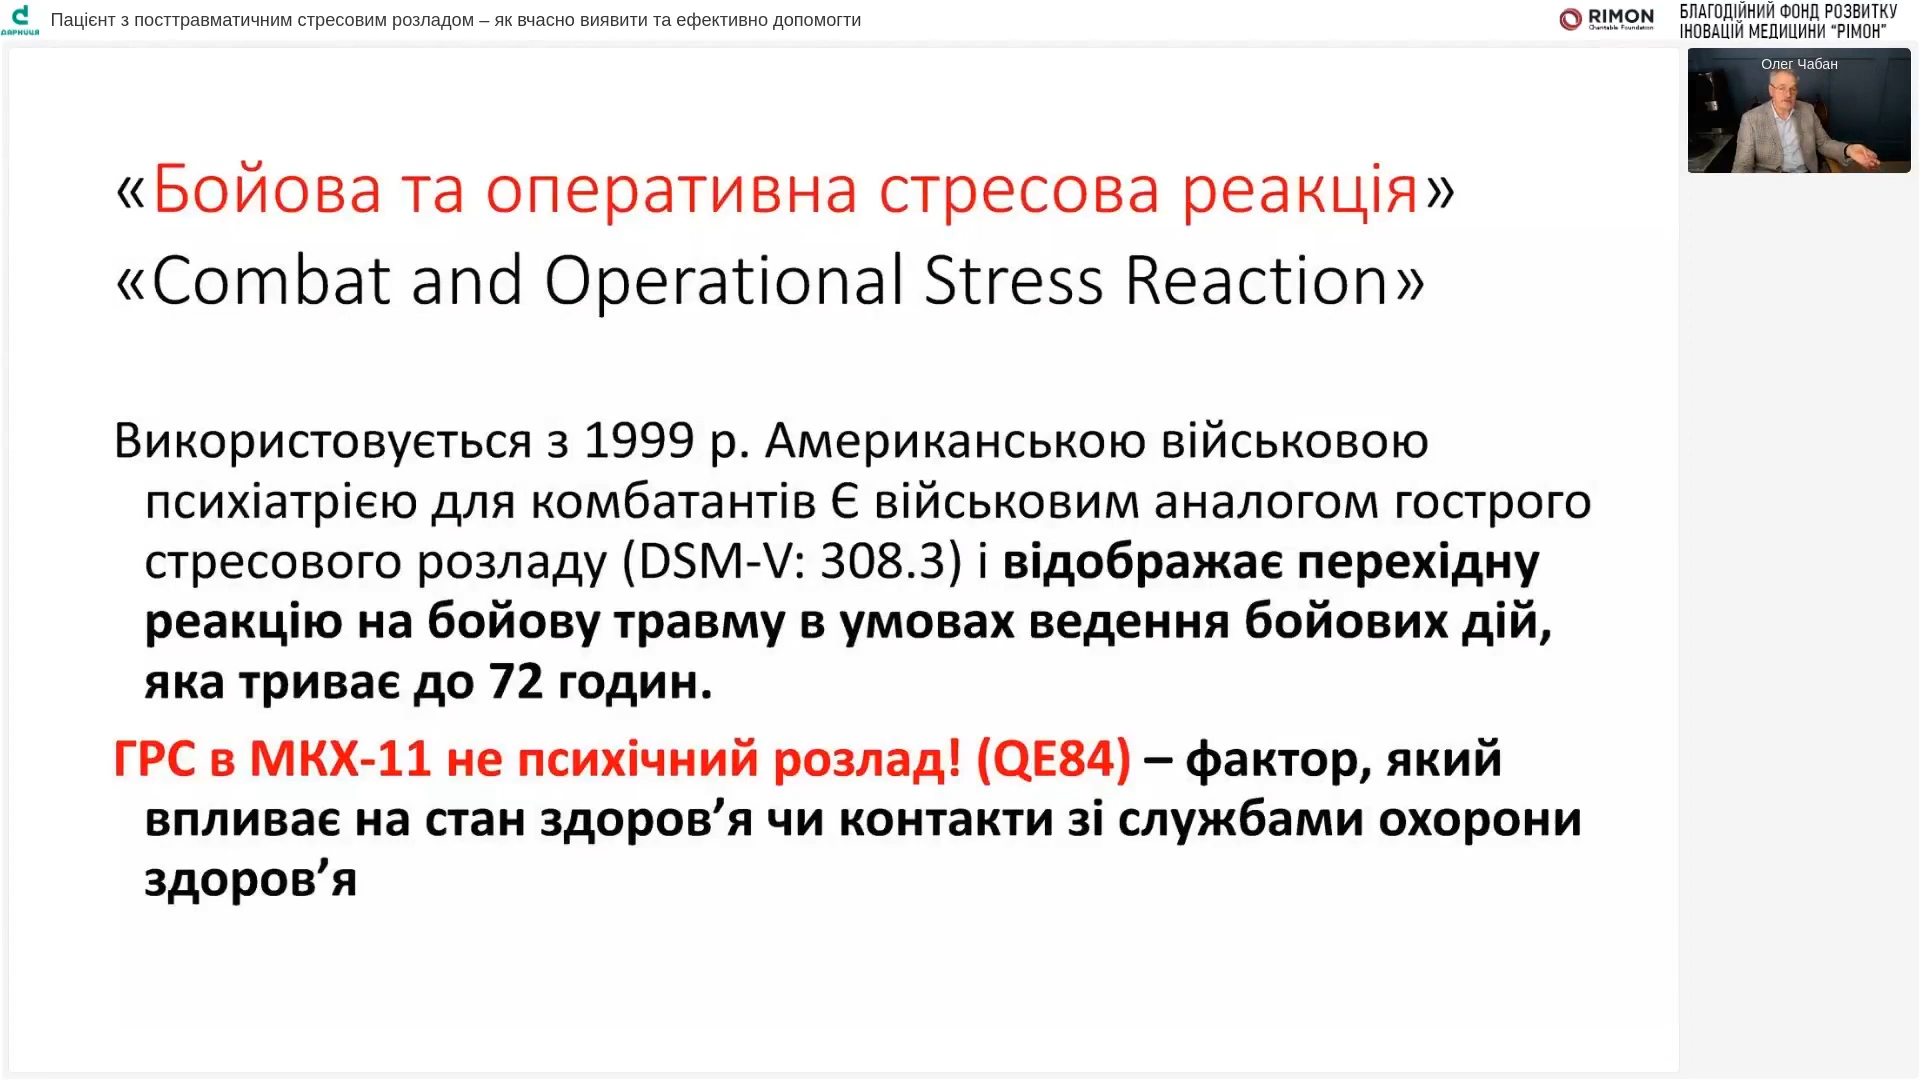 Пацієнт з посттравматичним стресовим розладом – як вчасно виявити та ефективно допомогти
ДАРНИЦЯ
RIMON
Charitable Foundation
БЛАГОДІЙНИЙ ФОНД РОЗВИТКУ
ІНОВАЦІЙ МЕДИЦИНИ "РІМОН"
Олег Чабан
«Бойова та оперативна стресова реакція»
«Combat and Operational Stress Reaction»
Використовується з 1999 р. Американською військовою
психіатрією для комбатантів Є військовим аналогом гострого
стресового розладу (DSM-V: 308.3) і відображає перехідну
реакцію на бойову травму в умовах ведення бойових дій,
яка триває до 72 годин.
ГРС в МКХ-11 не психічний розлад! (QE84) – фактор, який
впливає на стан здоров’я чи контакти зі службами охорони
здоров’я